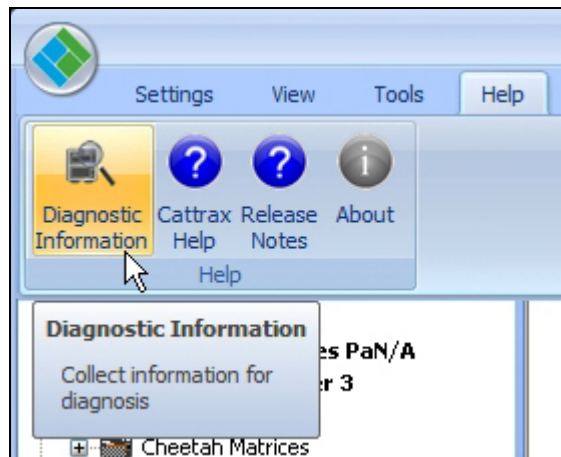 Settings View Tools Help
Diagnostic Information
Cattrax Help
Release Notes
About
Help
Diagnostic Information
Collect information for
diagnosis
es PaN/A
r 3
Cheetah Matrices